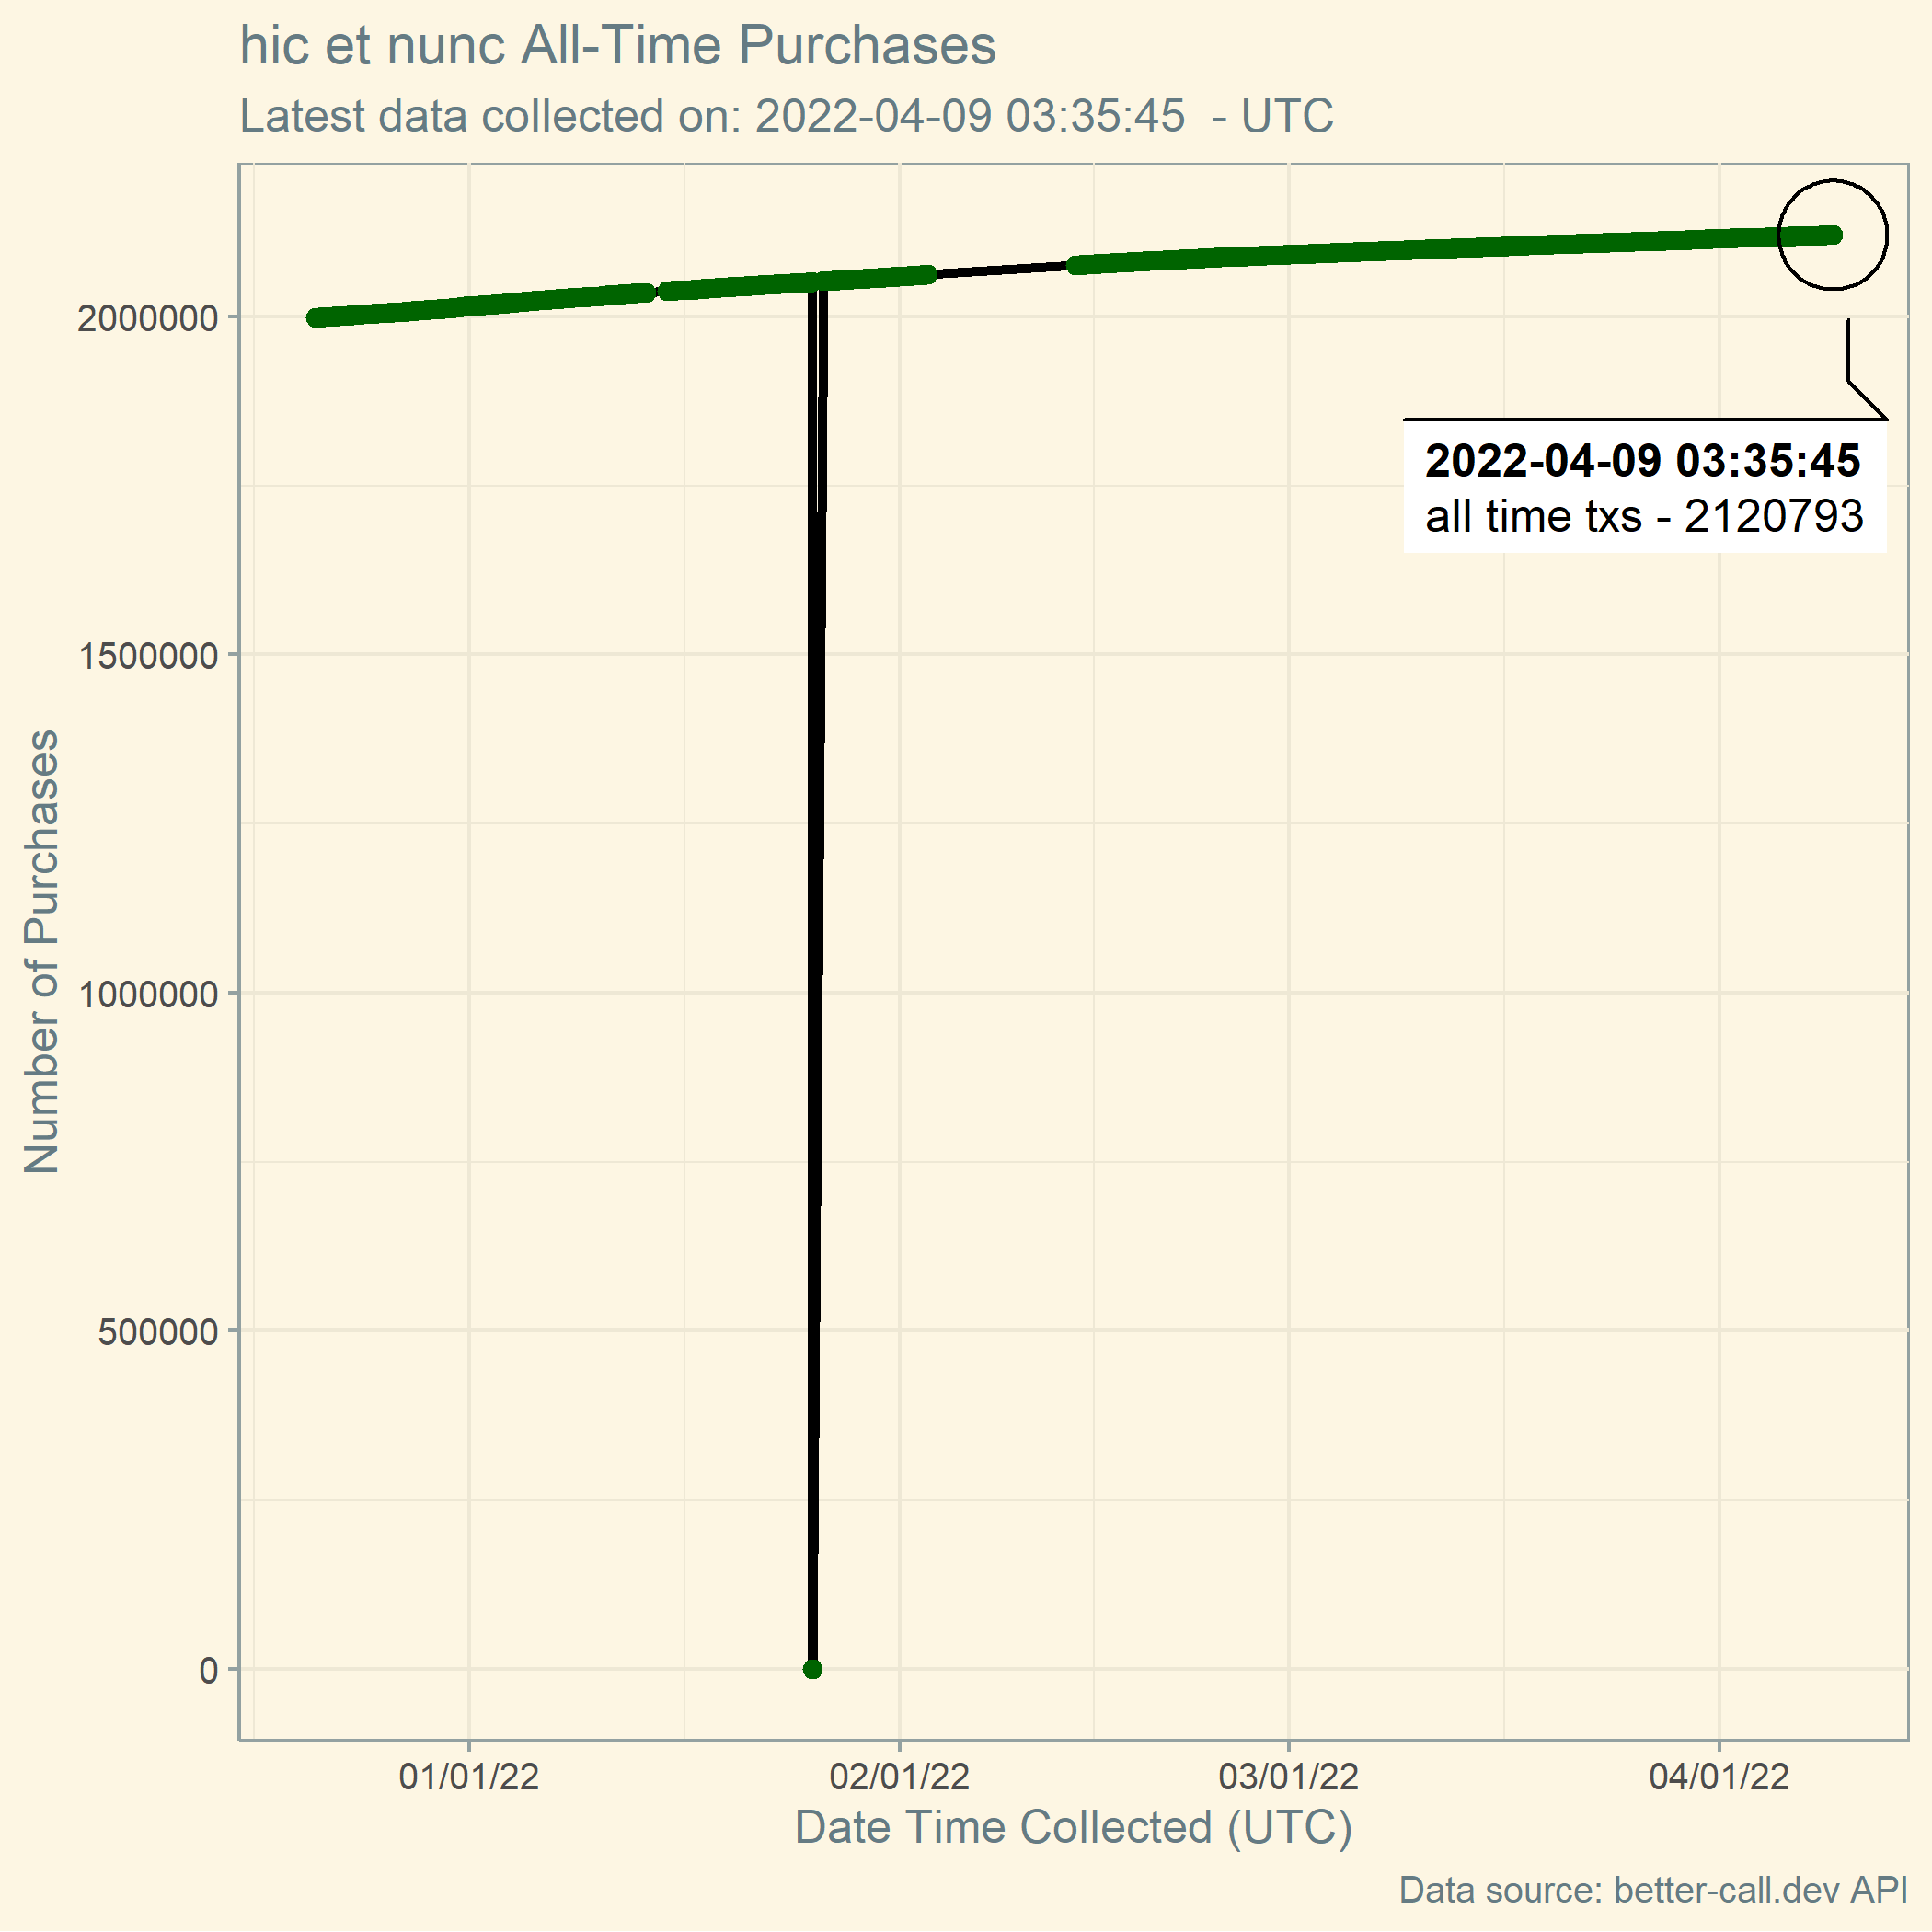 hic et nunc All-Time Purchases
Latest data collected on: 2022-04-09 03:35:45  - UTC
2022-04-09 03:35:45
all time txs - 2120793
Number of Purchases
2000000
1500000
1000000
500000
0
01/01/22 02/01/22 03/01/22 04/01/22
Date Time Collected (UTC)
Data source: better-call.dev API